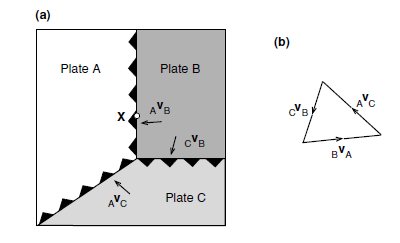 (a)
(b)
Plate A
Plate B
X
AVB
CVB
AVC
Plate C
CVB
AVC
BVA